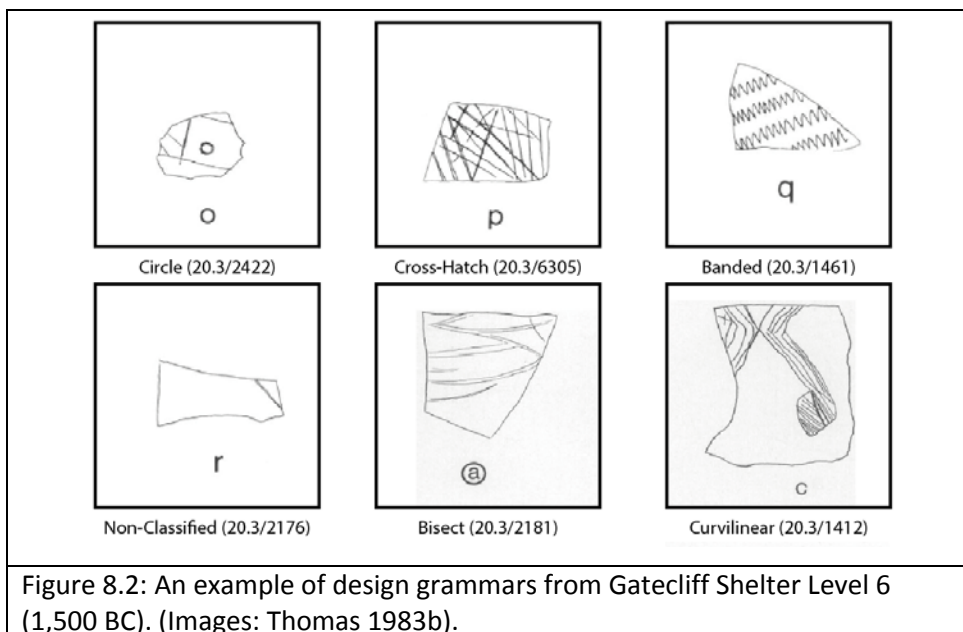 o
p
q
Circle (20.3/2422)
Cross-Hatch (20.3/6305)
Banded (20.3/1461)
r
a
c
Non-Classified (20.3/2176)
Bisect (20.3/2181)
Curvilinear (20.3/1412)
Figure 8.2: An example of design grammars from Gatecliff Shelter Level 6
(1,500 BC). (Images: Thomas 1983b).